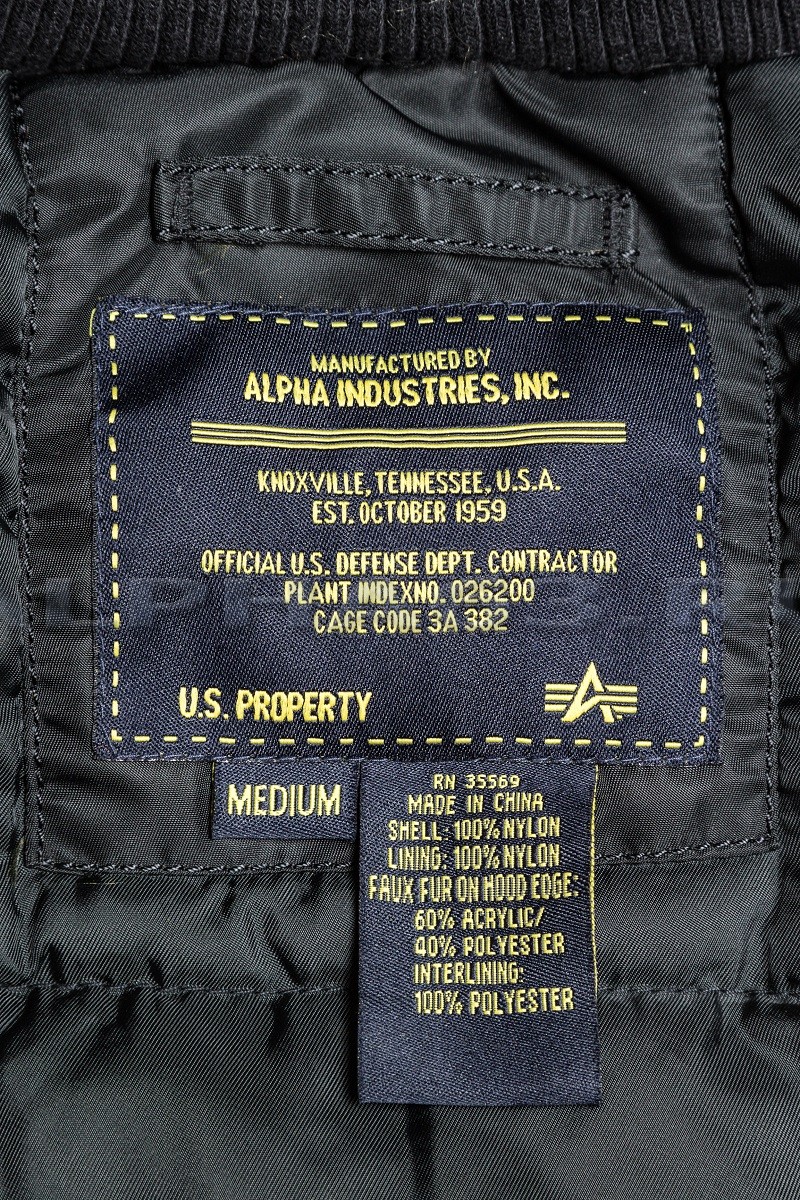 MANUFACTURED BY
ALPHA INDUSTRIES, INC.
KNOXVILLE, TENNESSEE, U.S.A.
EST. OCTOBER 1959
OFFICIAL U.S. DEFENSE DEPT. CONTRACTOR
PLANT INDEXNO. 026200
CAGE CODE 3A 382
U.S. PROPERTY
MEDIUM
RN 35569
MADE IN CHINA
SHELL: 100% NYLON
LINING: 100% NYLON
FAUX FUR ON HOOD EDGE:
60% ACRYLIC/
40% POLYESTER
INTERLINING:
100% POLYESTER